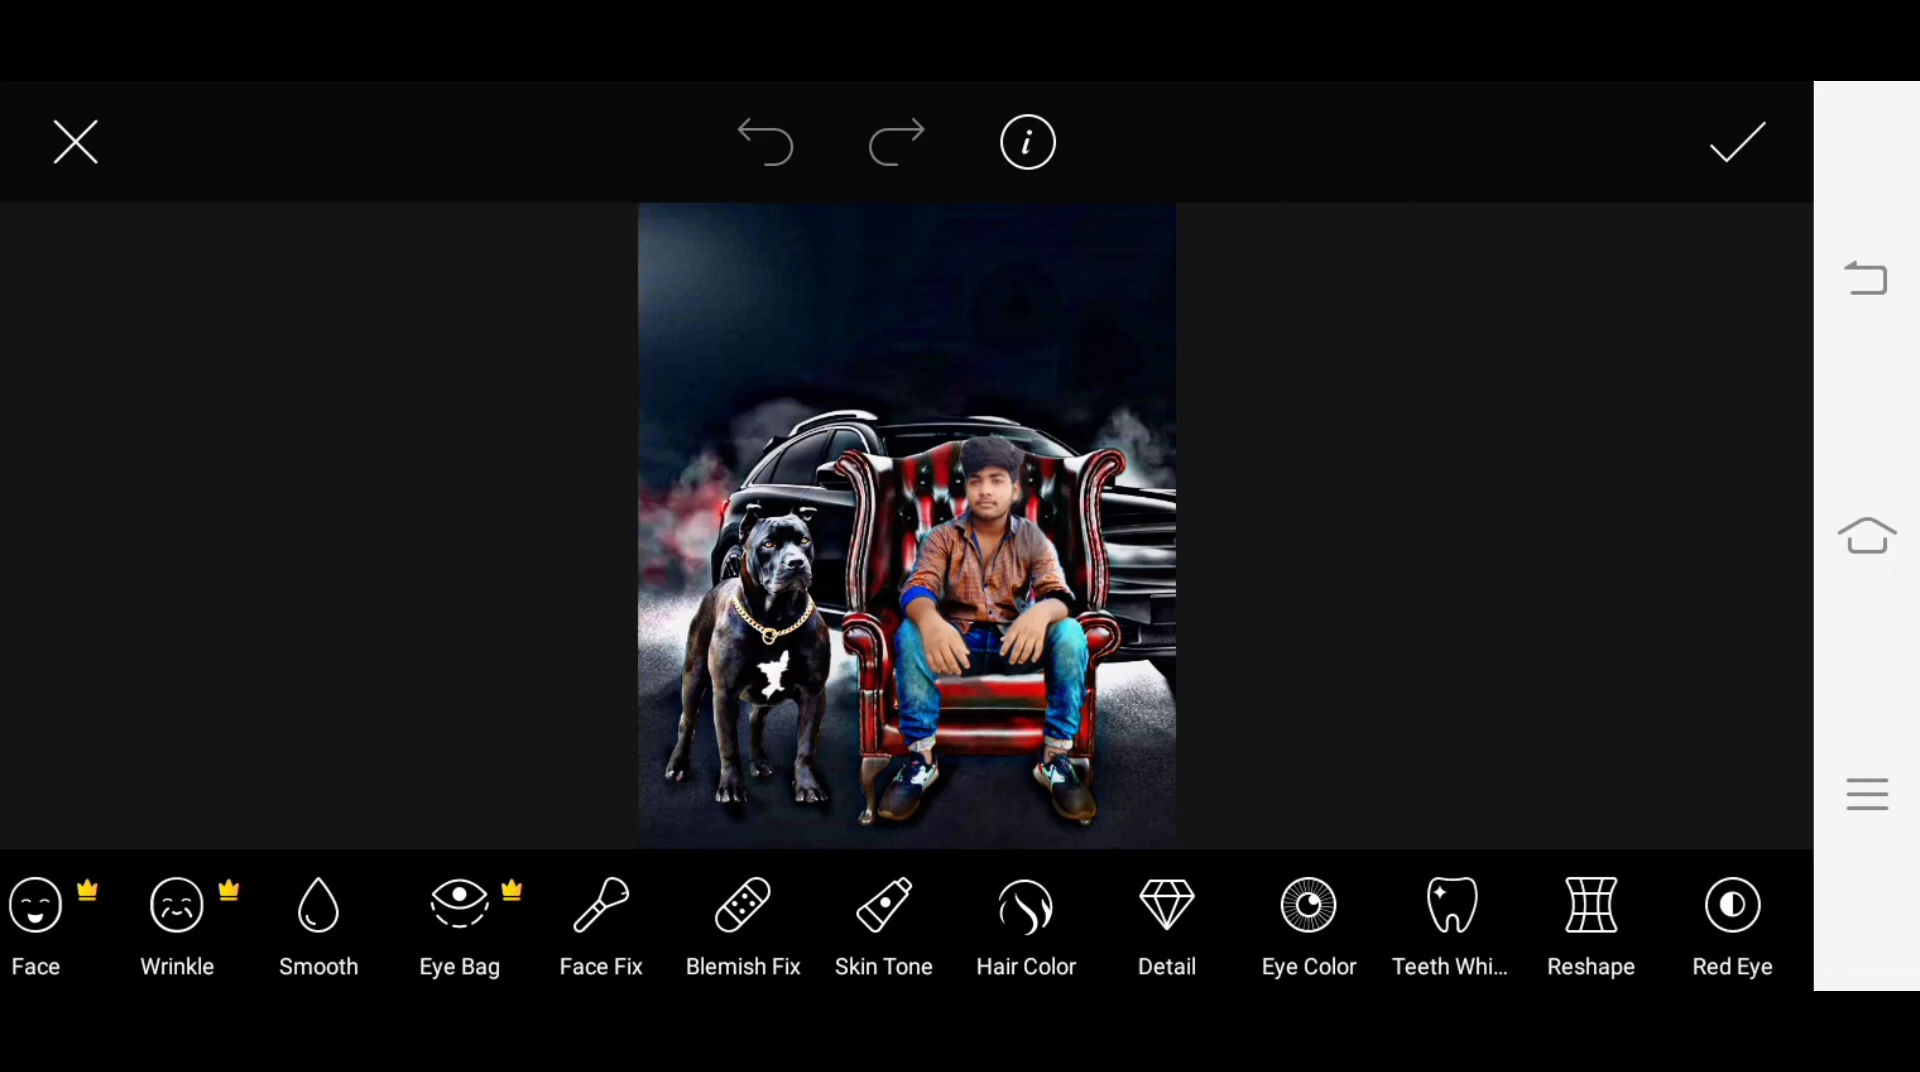 Face
Wrinkle
Smooth
Eye Bag
Face Fix
Blemish Fix
Skin Tone
Hair Color
Detail
Eye Color
Teeth Whi...
Reshape
Red Eye